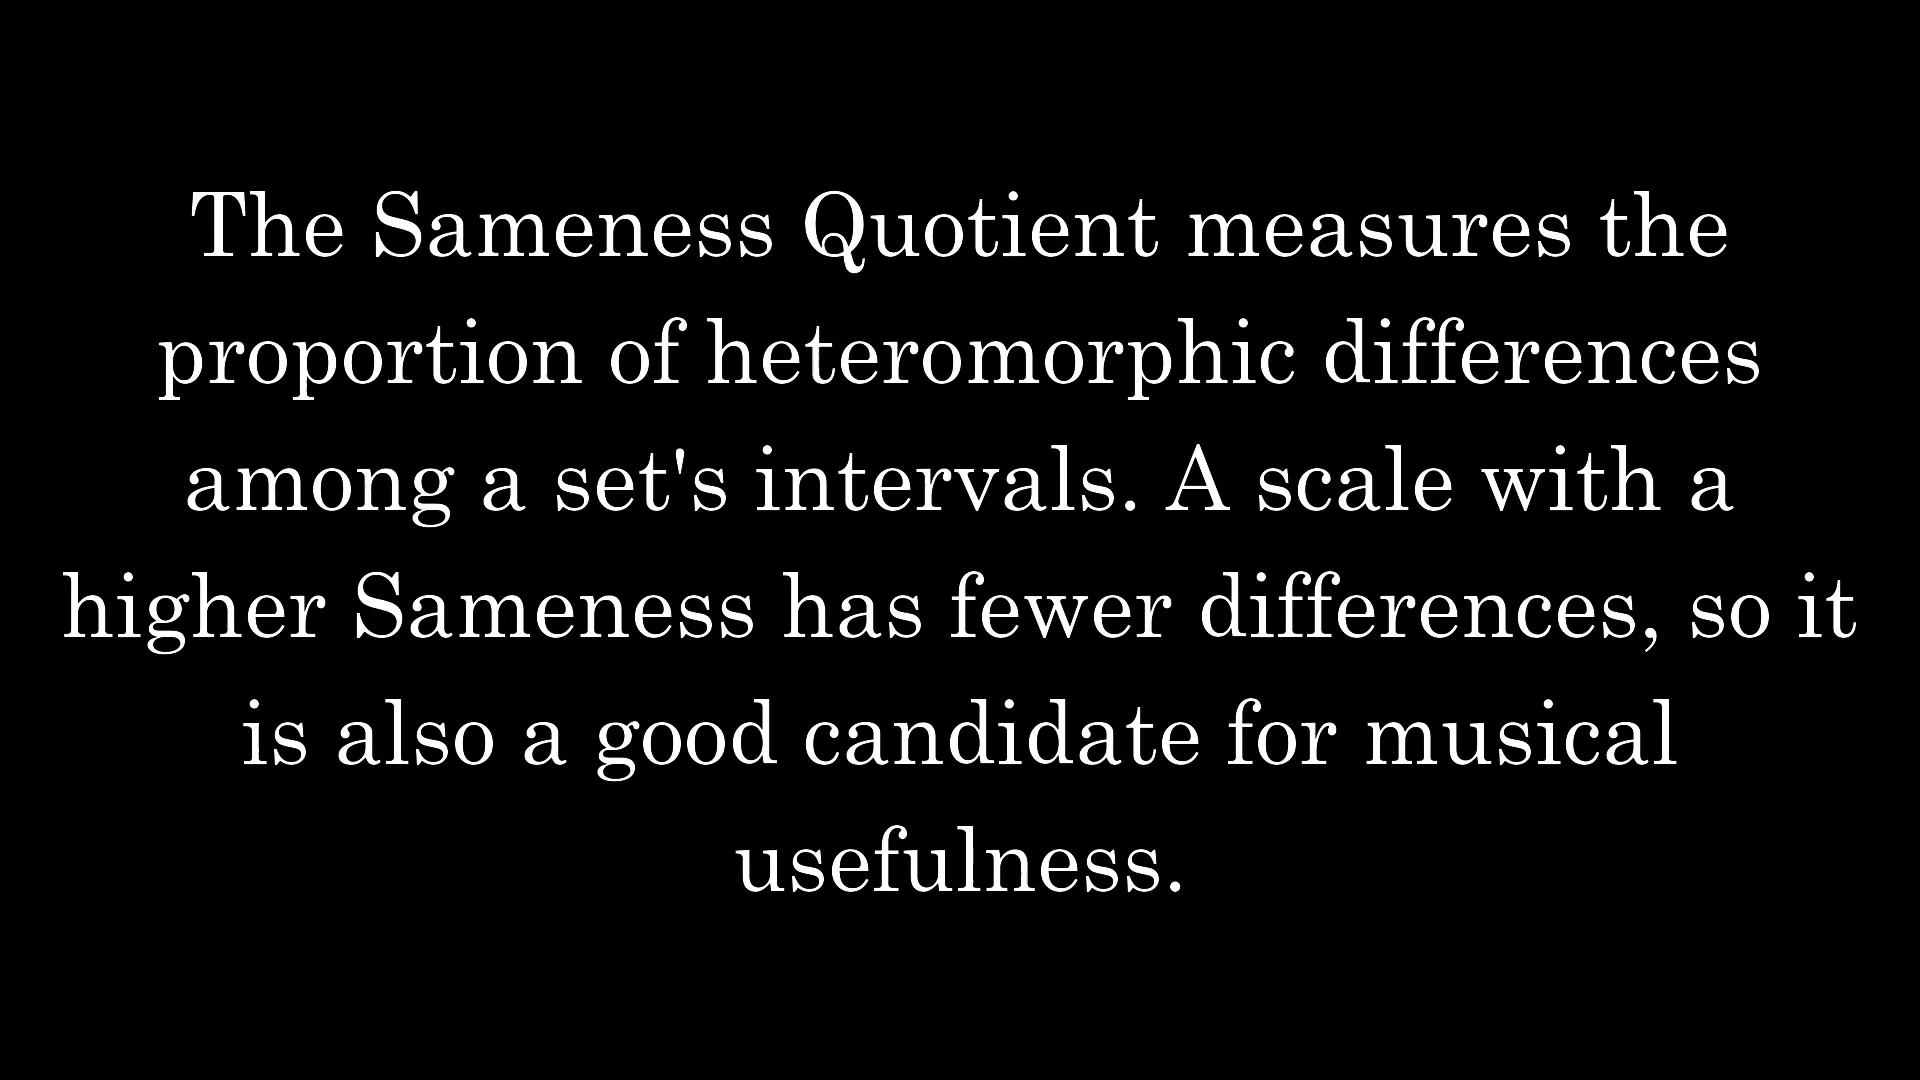 The Sameness Quotient measures the
proportion of heteromorphic differences
among a set's intervals. A scale with a
higher Sameness has fewer differences, so it
is also a good candidate for musical
usefulness.